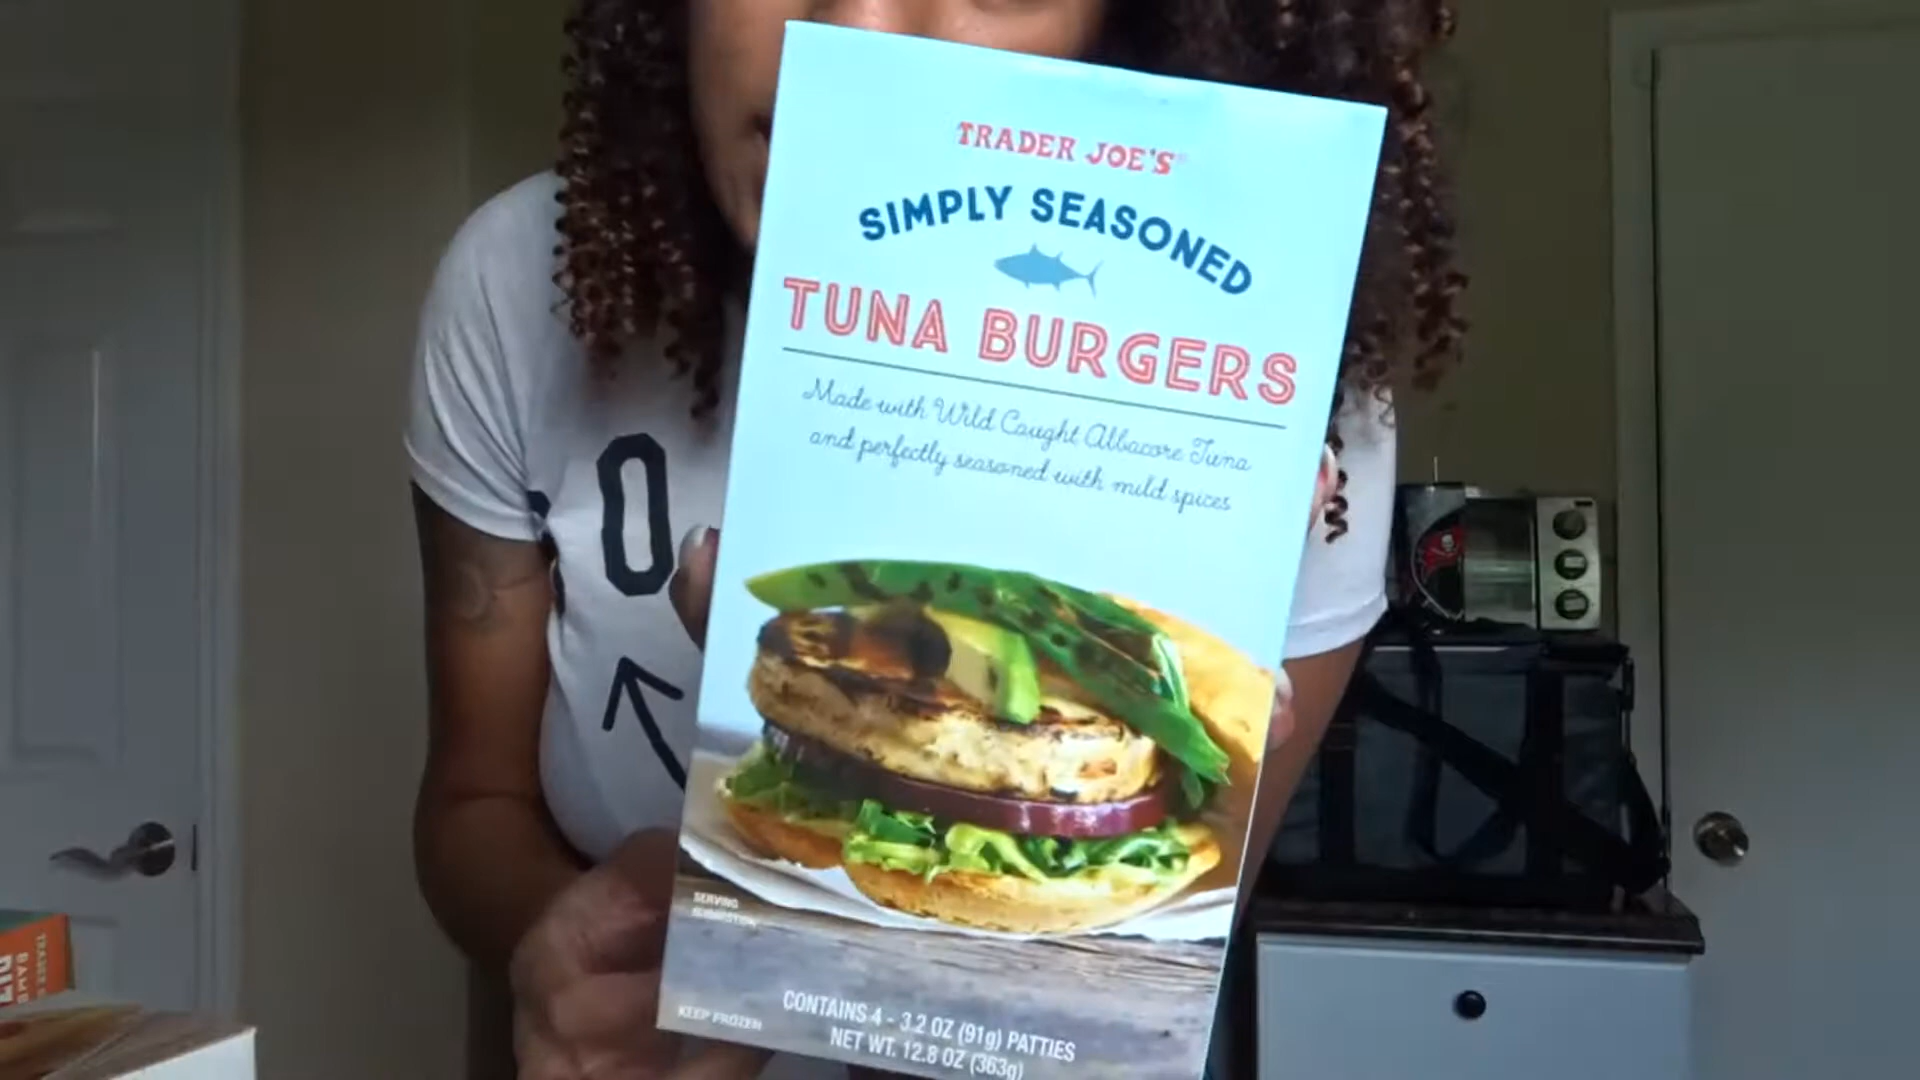 TRADER JOE'S
SIMPLY SEASONED
TUNA BURGERS
Made with Wild Caught Albacore Tuna
and perfectly seasoned with mild spices
SERVING
SUGGESTION
KEEP FROZEN
CONTAINS 4 - 3.2 OZ (91g) PATTIES
NET WT. 12.8 OZ (363g)
O